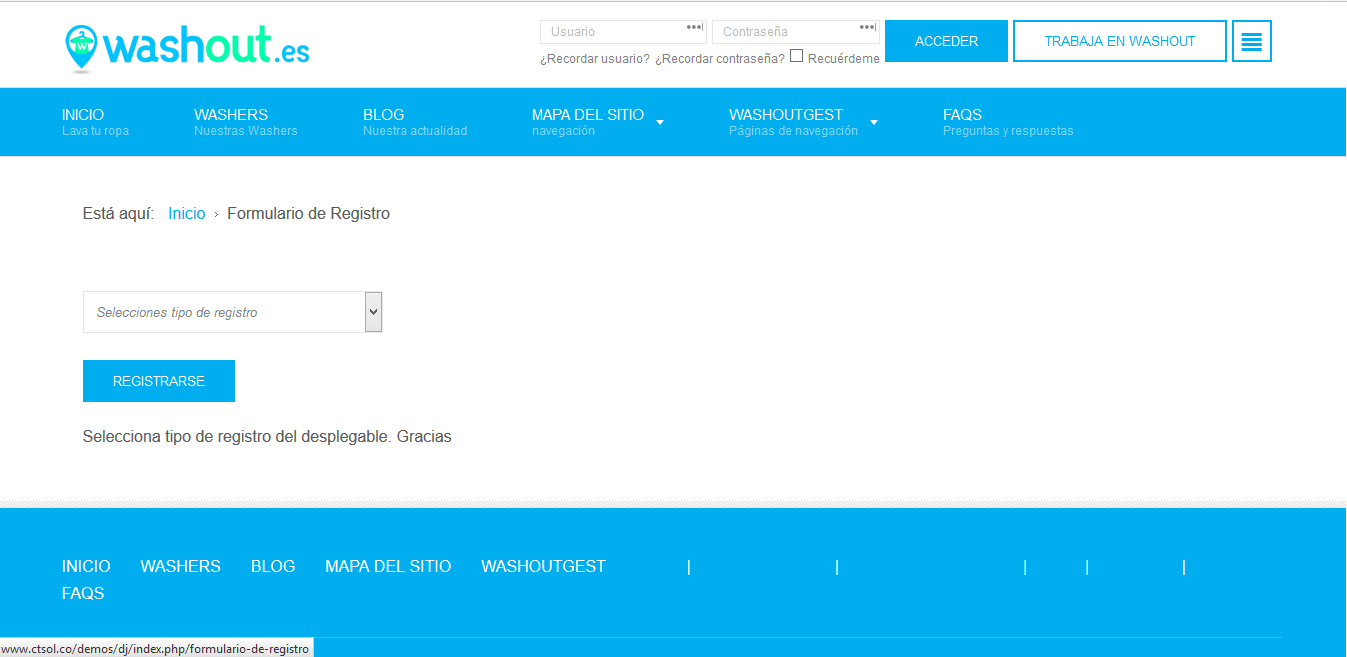 washout.es
Usuario
Contraseña
ACCEDER
TRABAJA EN WASHOUT
¿Recordar usuario? ¿Recordar contraseña? Recuérdeme
INICIO
Lava tu ropa
WASHERS
Nuestras Washers
BLOG
Nuestra actualidad
MAPA DEL SITIO
navegación
WASHOUTGEST
Páginas de navegación
FAQS
Preguntas y respuestas
Está aquí: Inicio › Formulario de Registro
Selecciones tipo de registro
REGISTRARSE
Selecciona tipo de registro del desplegable. Gracias
INICIO WASHERS BLOG MAPA DEL SITIO WASHOUTGEST | | | | |
FAQS
www.ctsol.co/demos/dj/index.php/formulario-de-registro